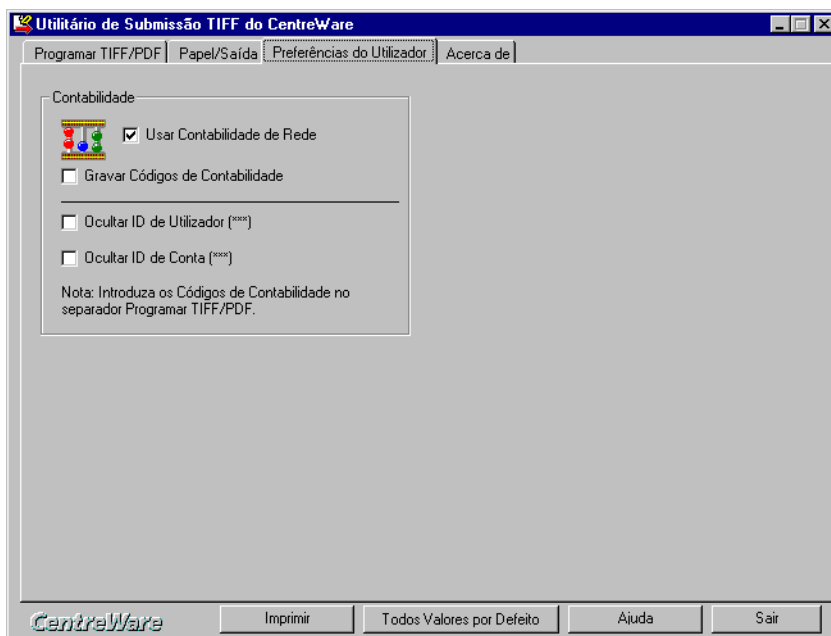 Utilitário de Submissão TIFF do CentreWare
Programar TIFF/PDF Papel/Saída Preferências do Utilizador Acerca de
Contabilidade
Usar Contabilidade de Rede
Gravar Códigos de Contabilidade
Ocultar ID de Utilizador (***)
Ocultar ID de Conta (***)
Nota: Introduza os Códigos de Contabilidade no
separador Programar TIFF/PDF.
CentreWare Imprimir Todos Valores por Defeito Ajuda Sair